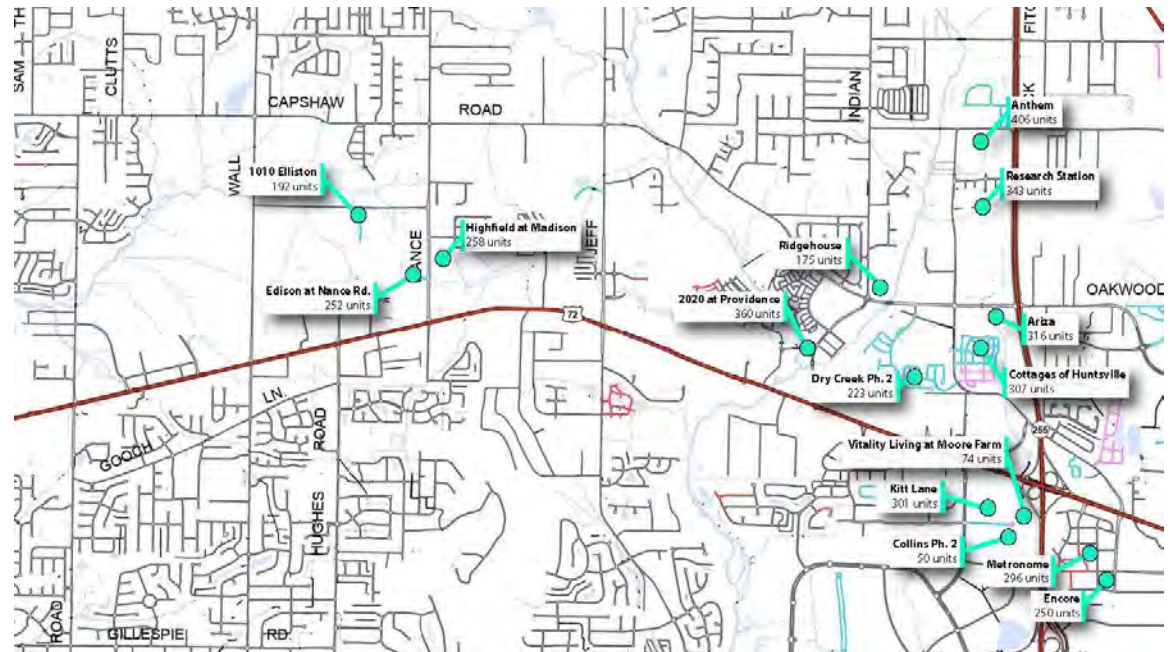 SAM
TH
CLUTTS
FITC
CK
CAPSHAW
ROAD
INDIAN
Anthem
406 units
WALL
1010 Elliston
192 units
Research Station
343 units
Highfield at Madison
258 units
NANCE
JEFF
Ridgehouse
175 units
Edison at Nance Rd.
252 units
2020 at Providence
360 units
OAKWOOD
72
Ariza
316 units
Dry Creek Ph. 2
223 units
Cottages of Huntsville
307 units
LN.
GOOCH
ROAD
255
Vitality Living at Moore Farm
74 units
Kitt Lane
301 units
HUGHES
Collins Ph. 2
50 units
Metronome
296 units
Encore
250 units
ROAD
GILLESPIE
RD.